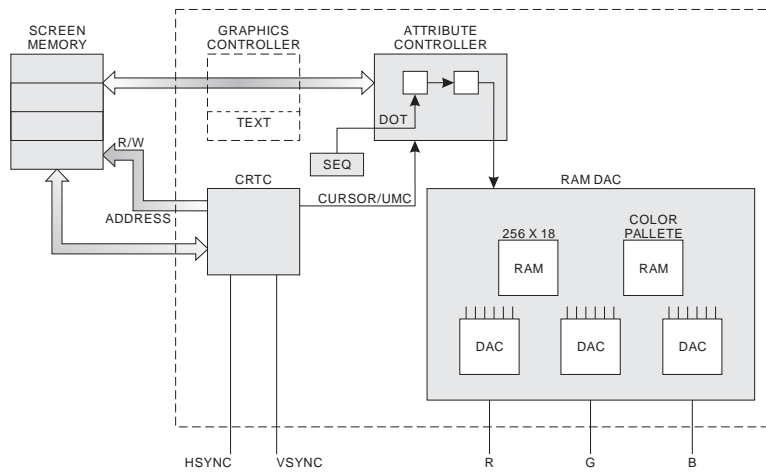 SCREEN
MEMORY
GRAPHICS
CONTROLLER
ATTRIBUTE
CONTROLLER
TEXT
DOT
SEQ
R/W
ADDRESS
CRTC
CURSOR/UMC
RAM DAC
256 X 18
COLOR
PALLETE
RAM
RAM
DAC
DAC
DAC
HSYNC
VSYNC
R
G
B